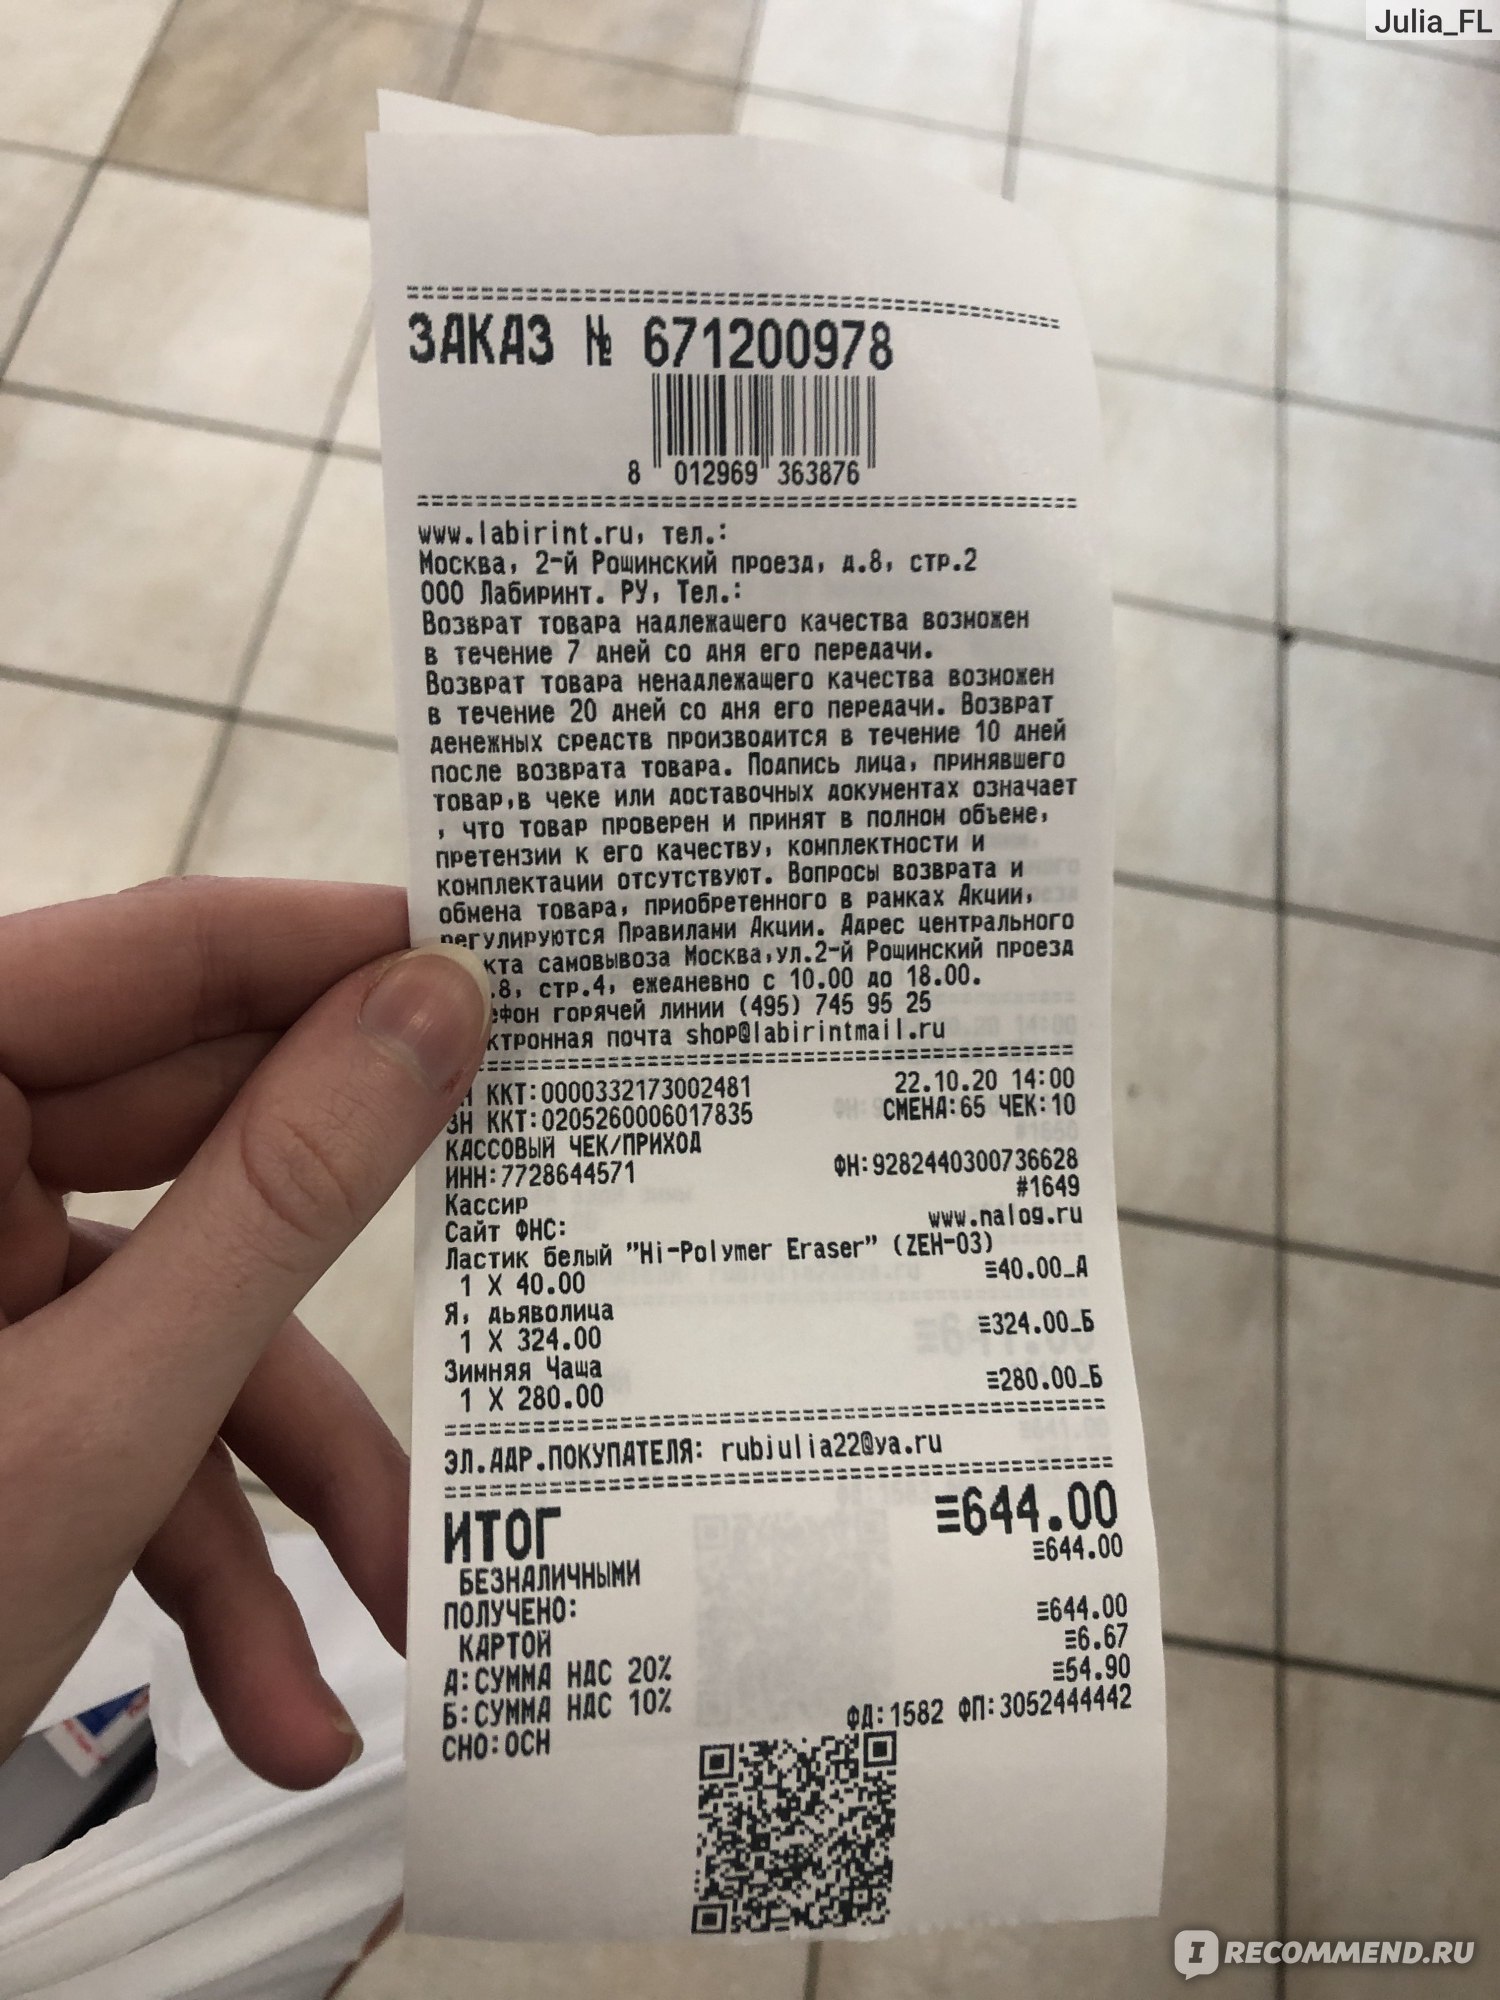 Julia_FL
ЗАКАЗ № 671200978
8 012969 363876
www.labirint.ru, тел.:
Москва, 2-й Рощинский проезд, д.8, стр.2
ООО Лабиринт. РУ, Тел.:
Возврат товара надлежащего качества возможен
в течение 7 дней со дня его передачи.
Возврат товара ненадлежащего качества возможен
в течение 20 дней со дня его передачи. Возврат
денежных средств производится в течение 10 дней
после возврата товара. Подпись лица, принявшего
товар,в чеке или доставочных документах означает
, что товар проверен и принят в полном объеме,
претензии к его качеству, комплектности и
комплектации отсутствуют. Вопросы возврата и
обмена товара, приобретенного в рамках Акции,
регулируются Правилами Акции. Адрес центрального
кта самовывоза Москва,ул.2-й Рощинский проезд
.8, стр.4, ежедневно с 10.00 до 18.00.
ефон горячей линии (495) 745 95 25
ктронная почта shop@labirintmail.ru
Н ККТ:0000332173002481 22.10.20 14:00
ЗН ККТ:0205260006017835 СМЕНА:65 ЧЕК:10
КАССОВЫЙ ЧЕК/ПРИХОД
ИНН:7728644571 ФН:9282440300736628
Кассир #1649
Сайт ФНС: www.nalog.ru
Ластик белый "Hi-Polymer Eraser" (ZEH-03)
1 X 40.00 ≡40.00_А
Я, дьяволица
1 X 324.00 ≡324.00_Б
Зимняя Чаша
1 X 280.00 ≡280.00_Б
ЭЛ.АДР.ПОКУПАТЕЛЯ: rubiulia22@ya.ru
ИТОГ ≡644.00
БЕЗНАЛИЧНЫМИ ≡644.00
ПОЛУЧЕНО:
КАРТОЙ ≡644.00
А:СУММА НДС 20% ≡6.67
Б:СУММА НДС 10% ≡54.90
СНО:ОСН ФД:1582 ФП:3052444442
IRECOMMEND.RU